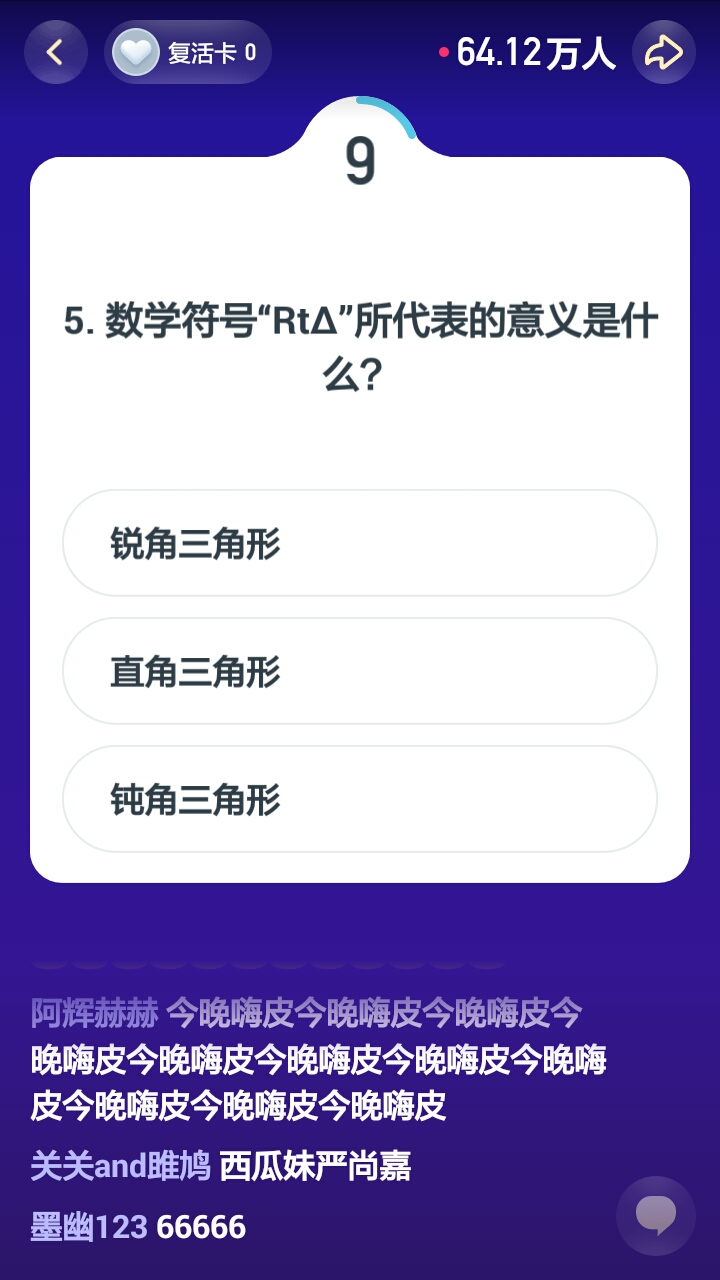 复活卡 0
64.12万人
9
5. 数学符号“RtΔ”所代表的意义是什
么?
锐角三角形
直角三角形
钝角三角形
阿辉赫赫 今晚嗨皮今晚嗨皮今晚嗨皮今
晚嗨皮今晚嗨皮今晚嗨皮今晚嗨皮今晚嗨
皮今晚嗨皮今晚嗨皮今晚嗨皮
关关and雎鸠 西瓜妹严尚嘉
墨幽123 66666